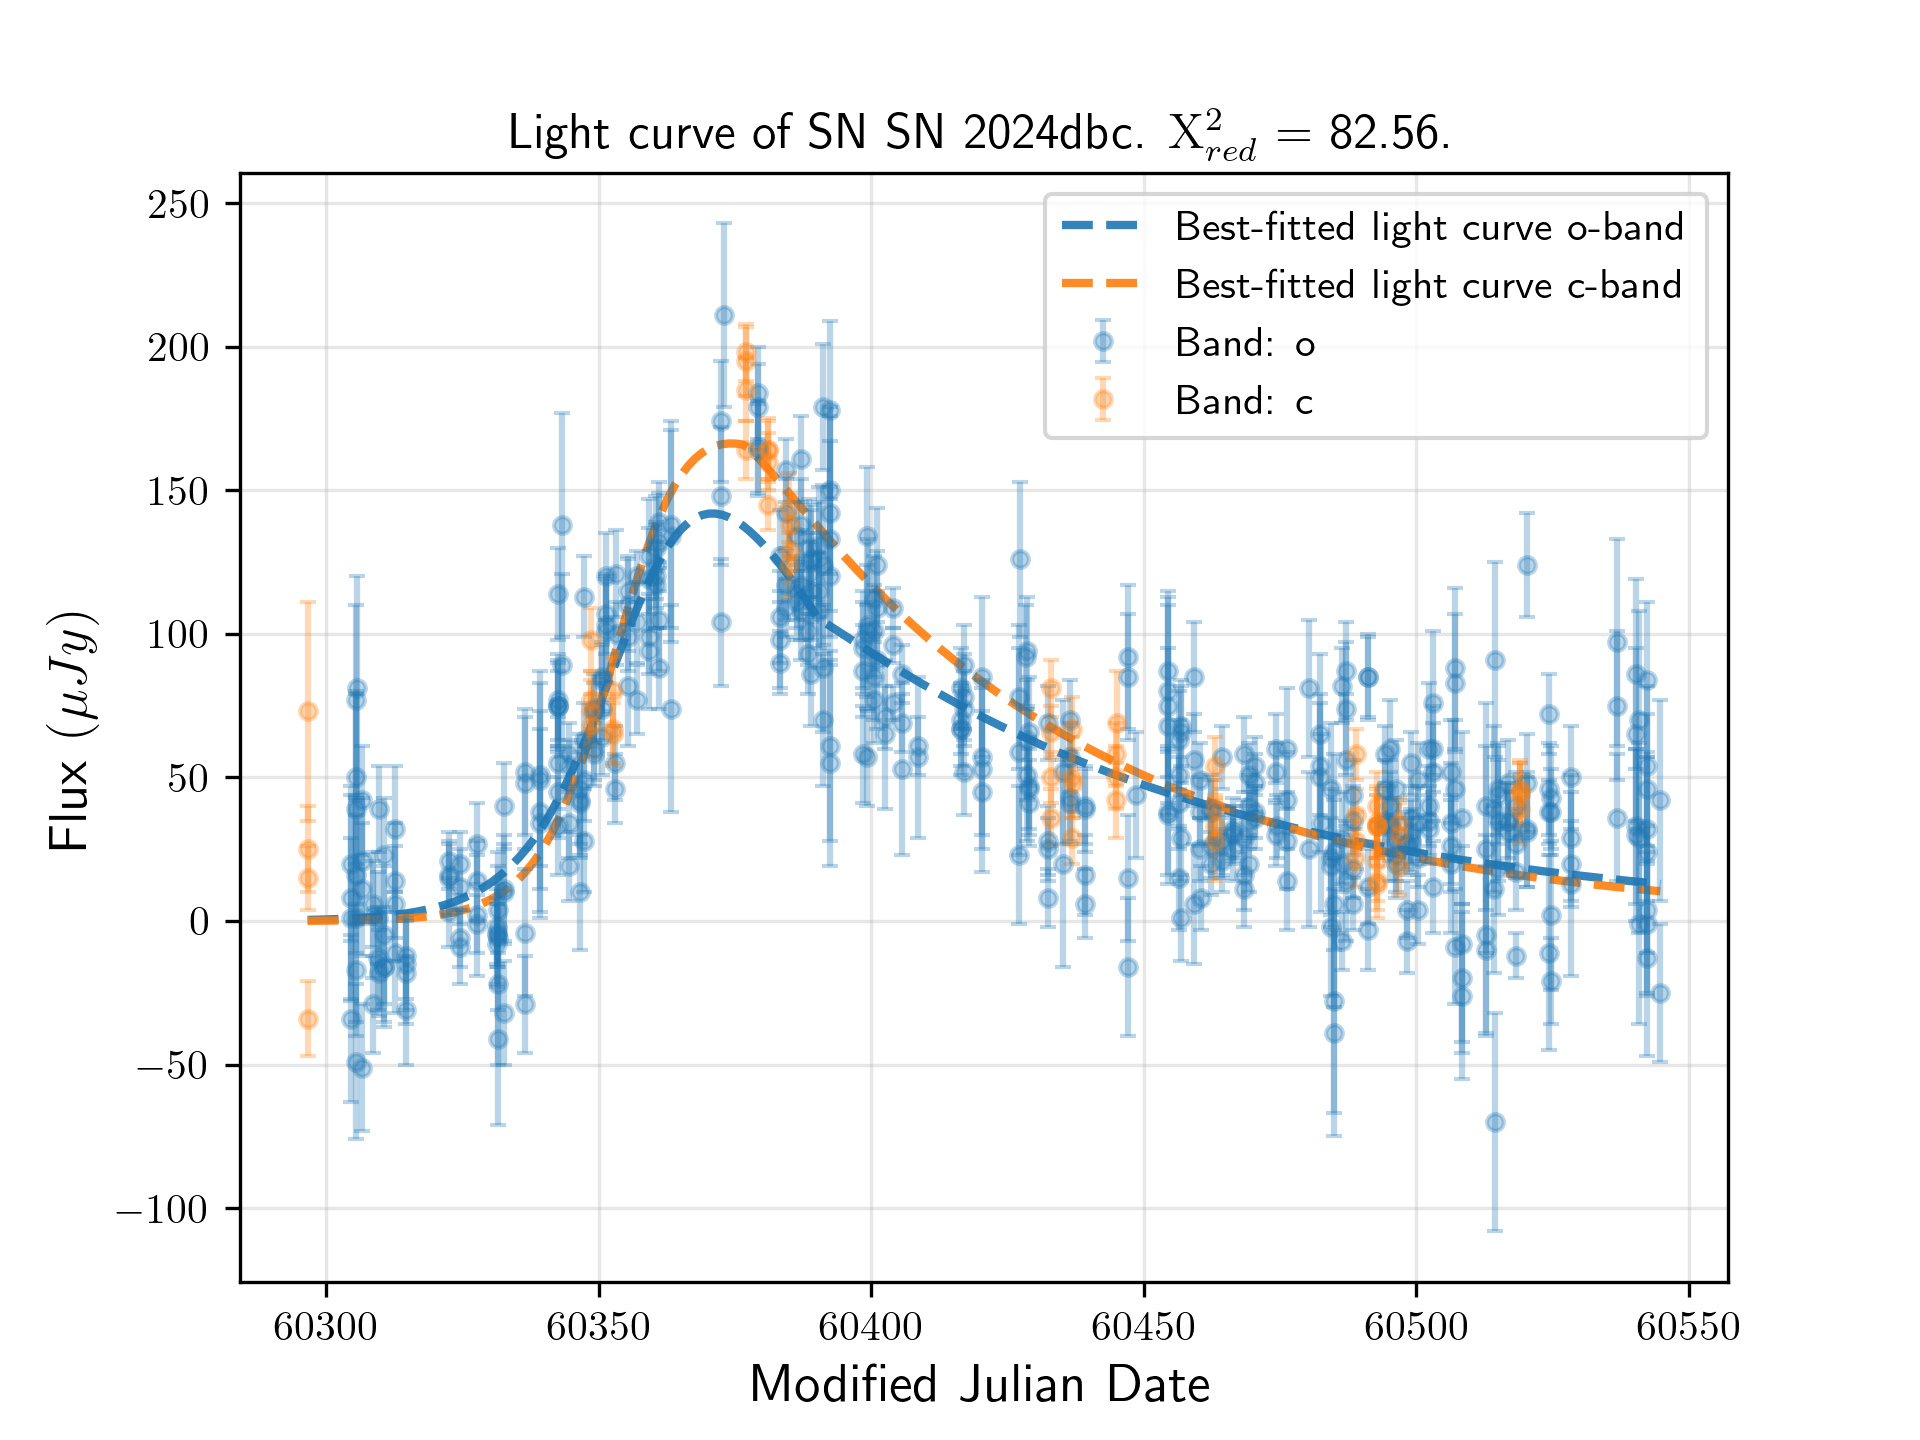 Light curve of SN SN 2024dbc. X²_red = 82.56.
Best-fitted light curve o-band
Best-fitted light curve c-band
Band: o
Band: c
250
200
150
100
50
0
−50
−100
Flux (μJy)
60300 60350 60400 60450 60500 60550
Modified Julian Date